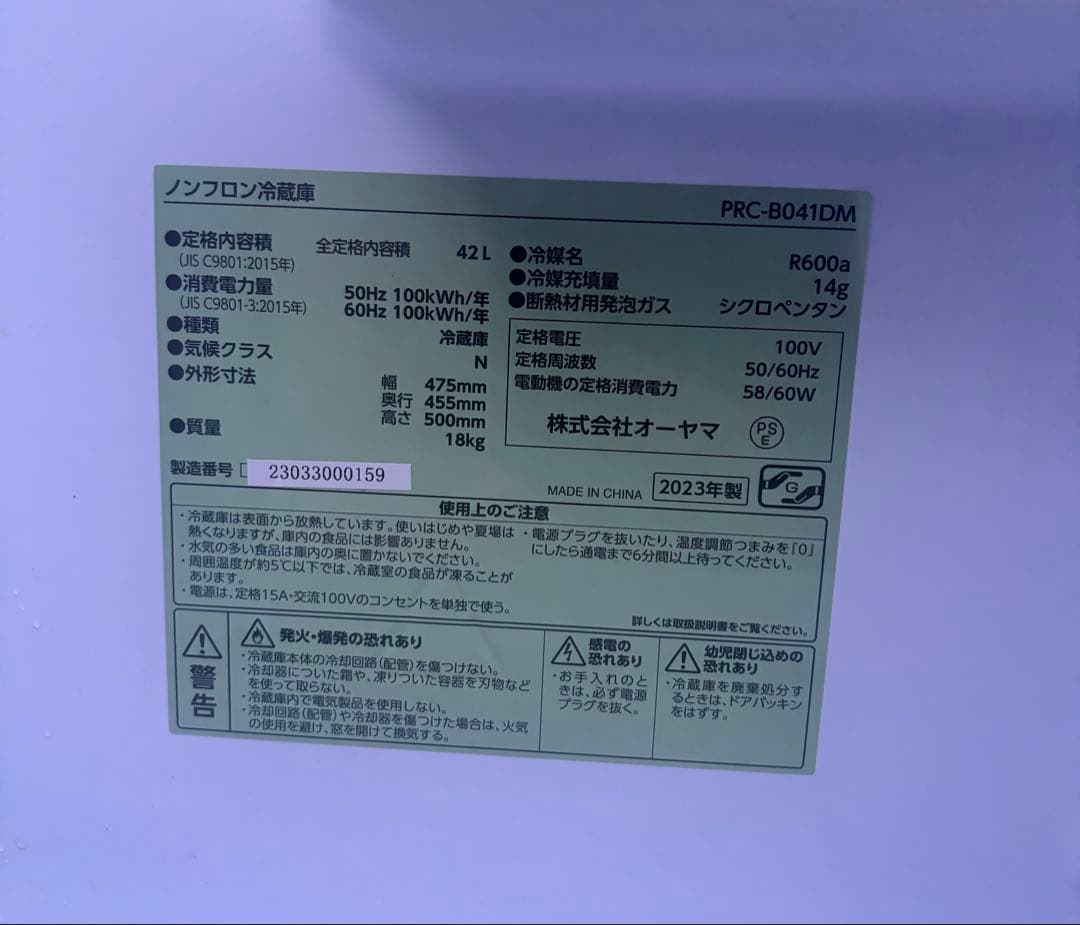 ノンフロン冷蔵庫
PRC-B041DM
●定格内容積 全定格内容積 42L
(JIS C9801:2015年)
●消費電力量 50Hz 100kWh/年
(JIS C9801-3:2015年) 60Hz 100kWh/年
●種類 冷蔵庫
●気候クラス N
●外形寸法 幅 475mm
奥行 455mm
高さ 500mm
●質量 18kg
●冷媒名 R600a
●冷媒充填量 14g
●断熱材用発泡ガス シクロペンタン
定格電圧 100V
定格周波数 50/60Hz
電動機の定格消費電力 58/60W
株式会社オーヤマ PS E
製造番号 23033000159
MADE IN CHINA 2023年製 G
使用上のご注意
・冷蔵庫は表面から放熱しています。使いはじめや夏場は
熱くなりますが、庫内の食品には影響ありません。
・水気の多い食品は庫内の奥に置かないでください。
・周囲温度が約5℃以下では、冷蔵室の食品が凍ることが
あります。
・電源は、定格15A・交流100Vのコンセントを単独で使う。
・電源プラグを抜いたり、温度調節つまみを「0」
にしたら通電まで6分間以上待ってください。
詳しくは取扱説明書をご覧ください。
警告
発火・爆発の恐れあり
・冷蔵庫本体の冷却回路(配管)を傷つけない。
・冷却器についた霜や、凍りついた容器を刃物など
を使って取らない。
・冷蔵庫内で電気製品を使用しない。
・冷却回路(配管)や冷却器を傷つけた場合は、火気
の使用を避け、窓を開けて換気する。
感電の
恐れあり
・お手入れのと
きは、必ず電源
プラグを抜く。
幼児閉じ込めの
恐れあり
・冷蔵庫を廃棄処分す
るときは、ドアパッキン
をはずす。